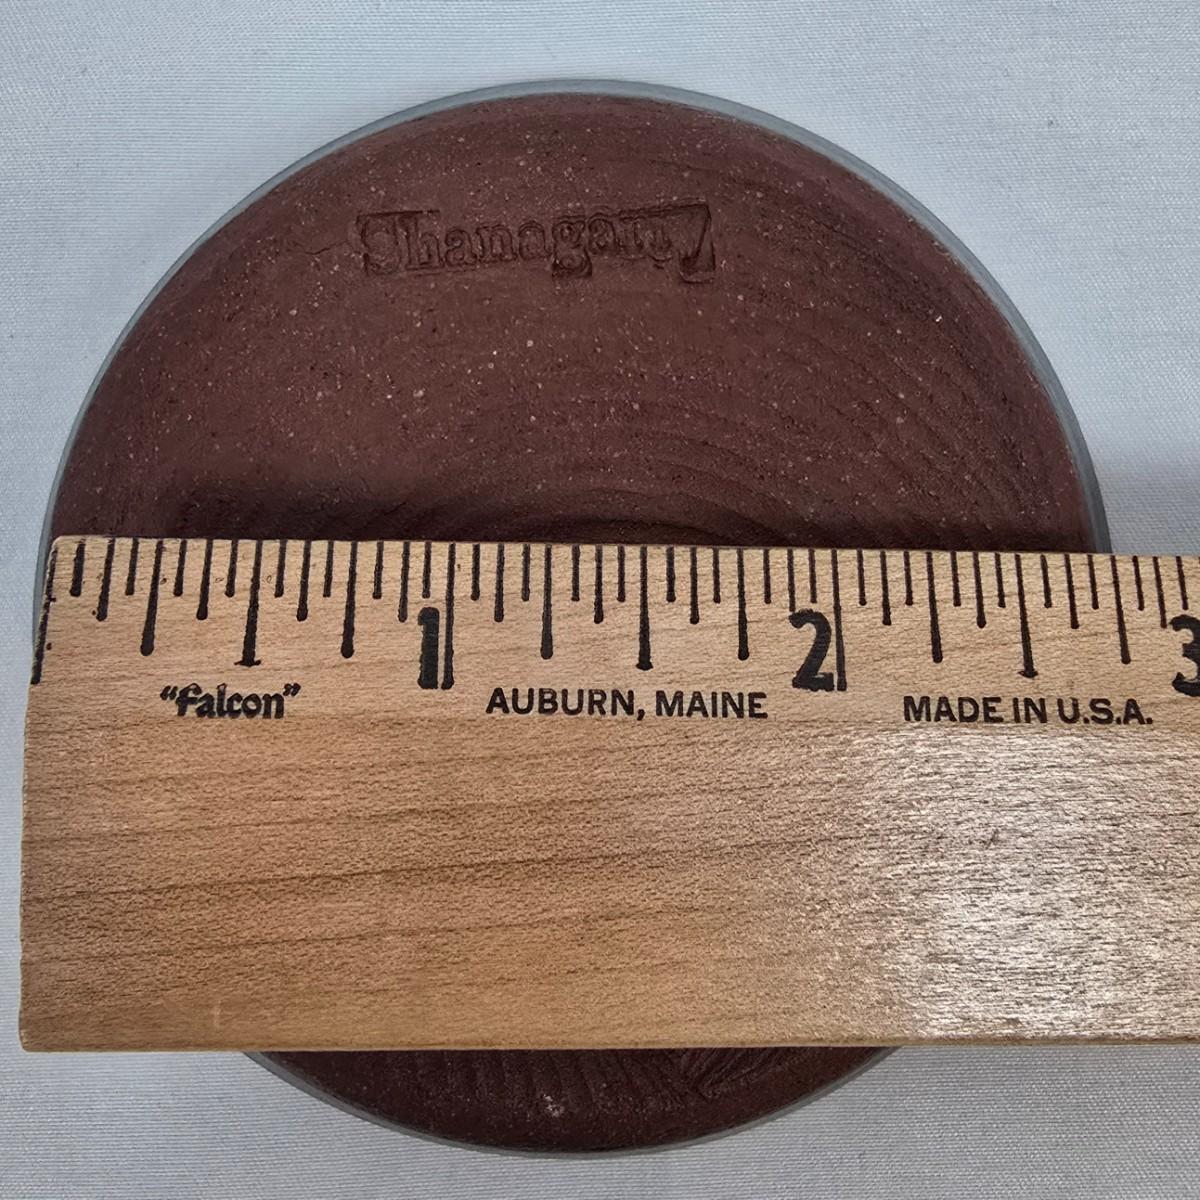 Shanagarry
1 2 3
"Falcon" AUBURN, MAINE MADE IN U.S.A.